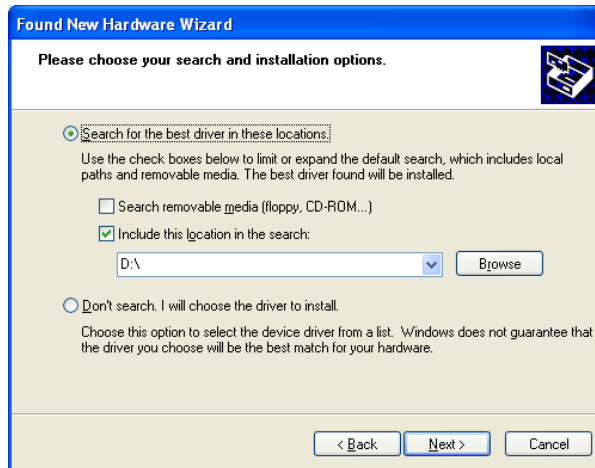 Found New Hardware Wizard
Please choose your search and installation options.
Search for the best driver in these locations.
Use the check boxes below to limit or expand the default search, which includes local
paths and removable media. The best driver found will be installed.
Search removable media (floppy, CD-ROM...)
Include this location in the search:
D:\
Browse
Don't search. I will choose the driver to install.
Choose this option to select the device driver from a list. Windows does not guarantee that
the driver you choose will be the best match for your hardware.
< Back
Next >
Cancel